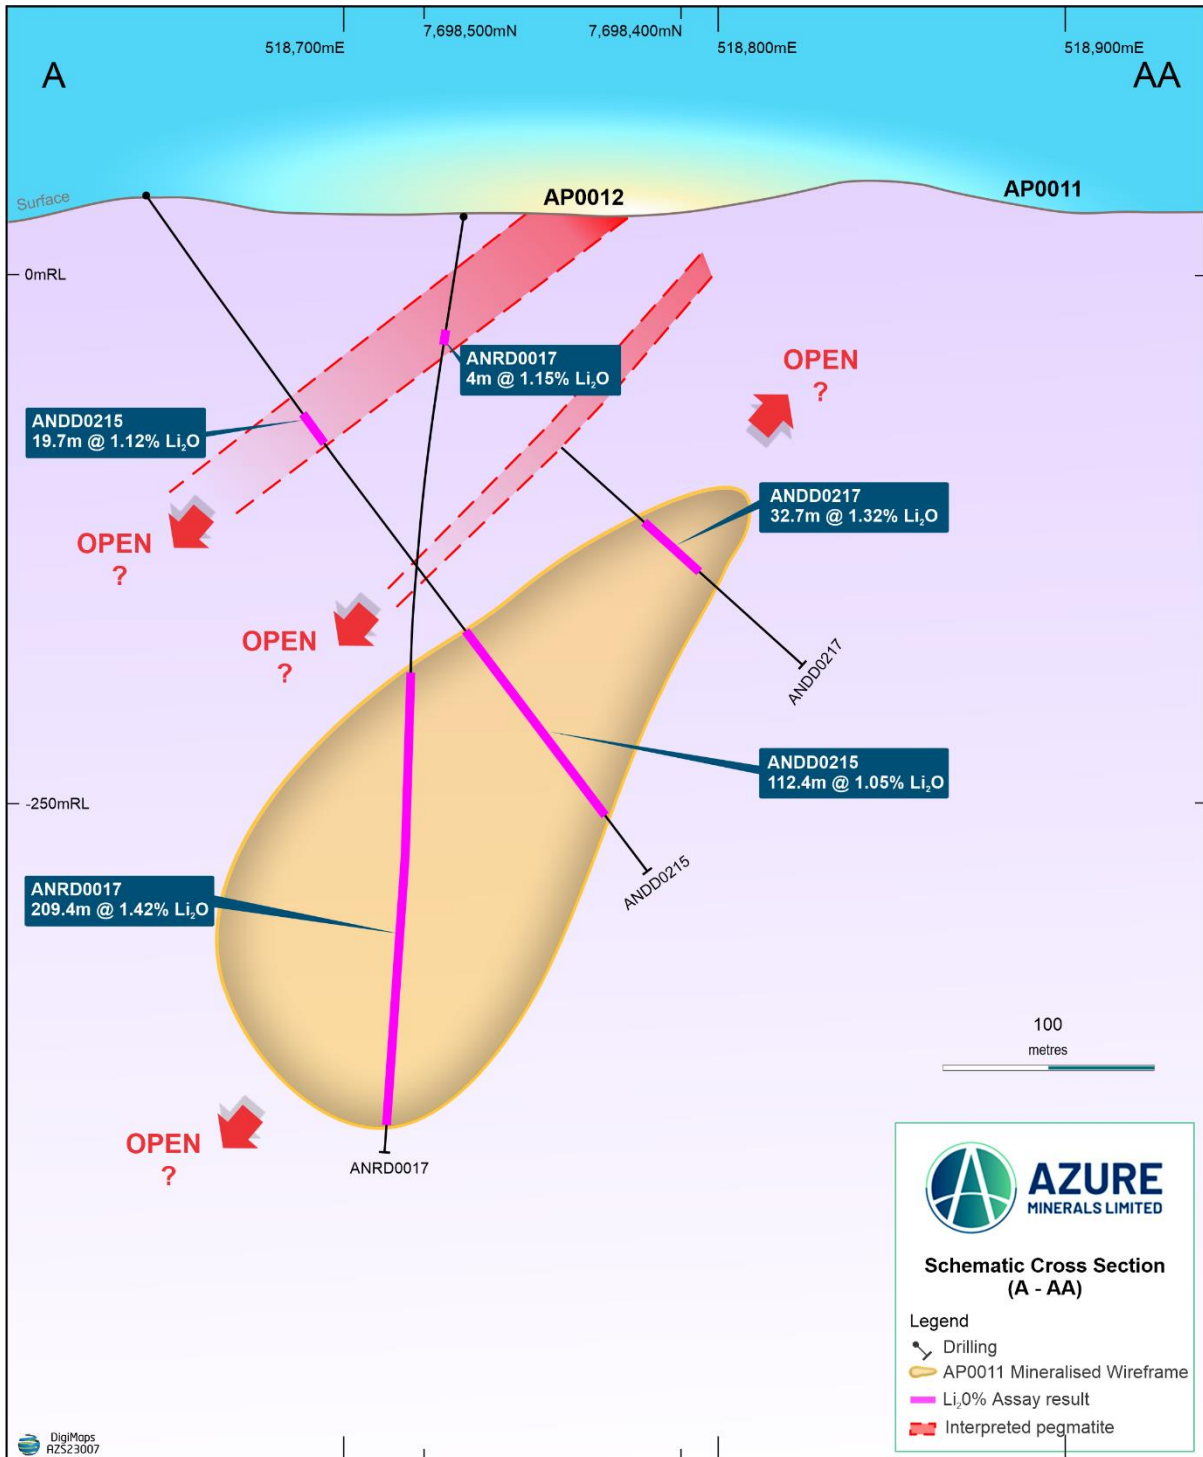 7,698,500mN 7,698,400mN
518,700mE 518,800mE 518,900mE
A AA
Surface
AP0012
AP0011
0mRL
ANRD0017
4m @ 1.15% Li₂O
OPEN
?
ANDD0215
19.7m @ 1.12% Li₂O
ANDD0217
32.7m @ 1.32% Li₂O
OPEN
?
OPEN
?
ANDD0217
ANDD0215
112.4m @ 1.05% Li₂O
-250mRL
ANDD0215
ANRD0017
209.4m @ 1.42% Li₂O
100
metres
OPEN
?
ANRD0017
AZURE
MINERALS LIMITED
Schematic Cross Section
(A - AA)
Legend
Drilling
AP0011 Mineralised Wireframe
Li₂0% Assay result
Interpreted pegmatite
DigiMaps
AZS23007